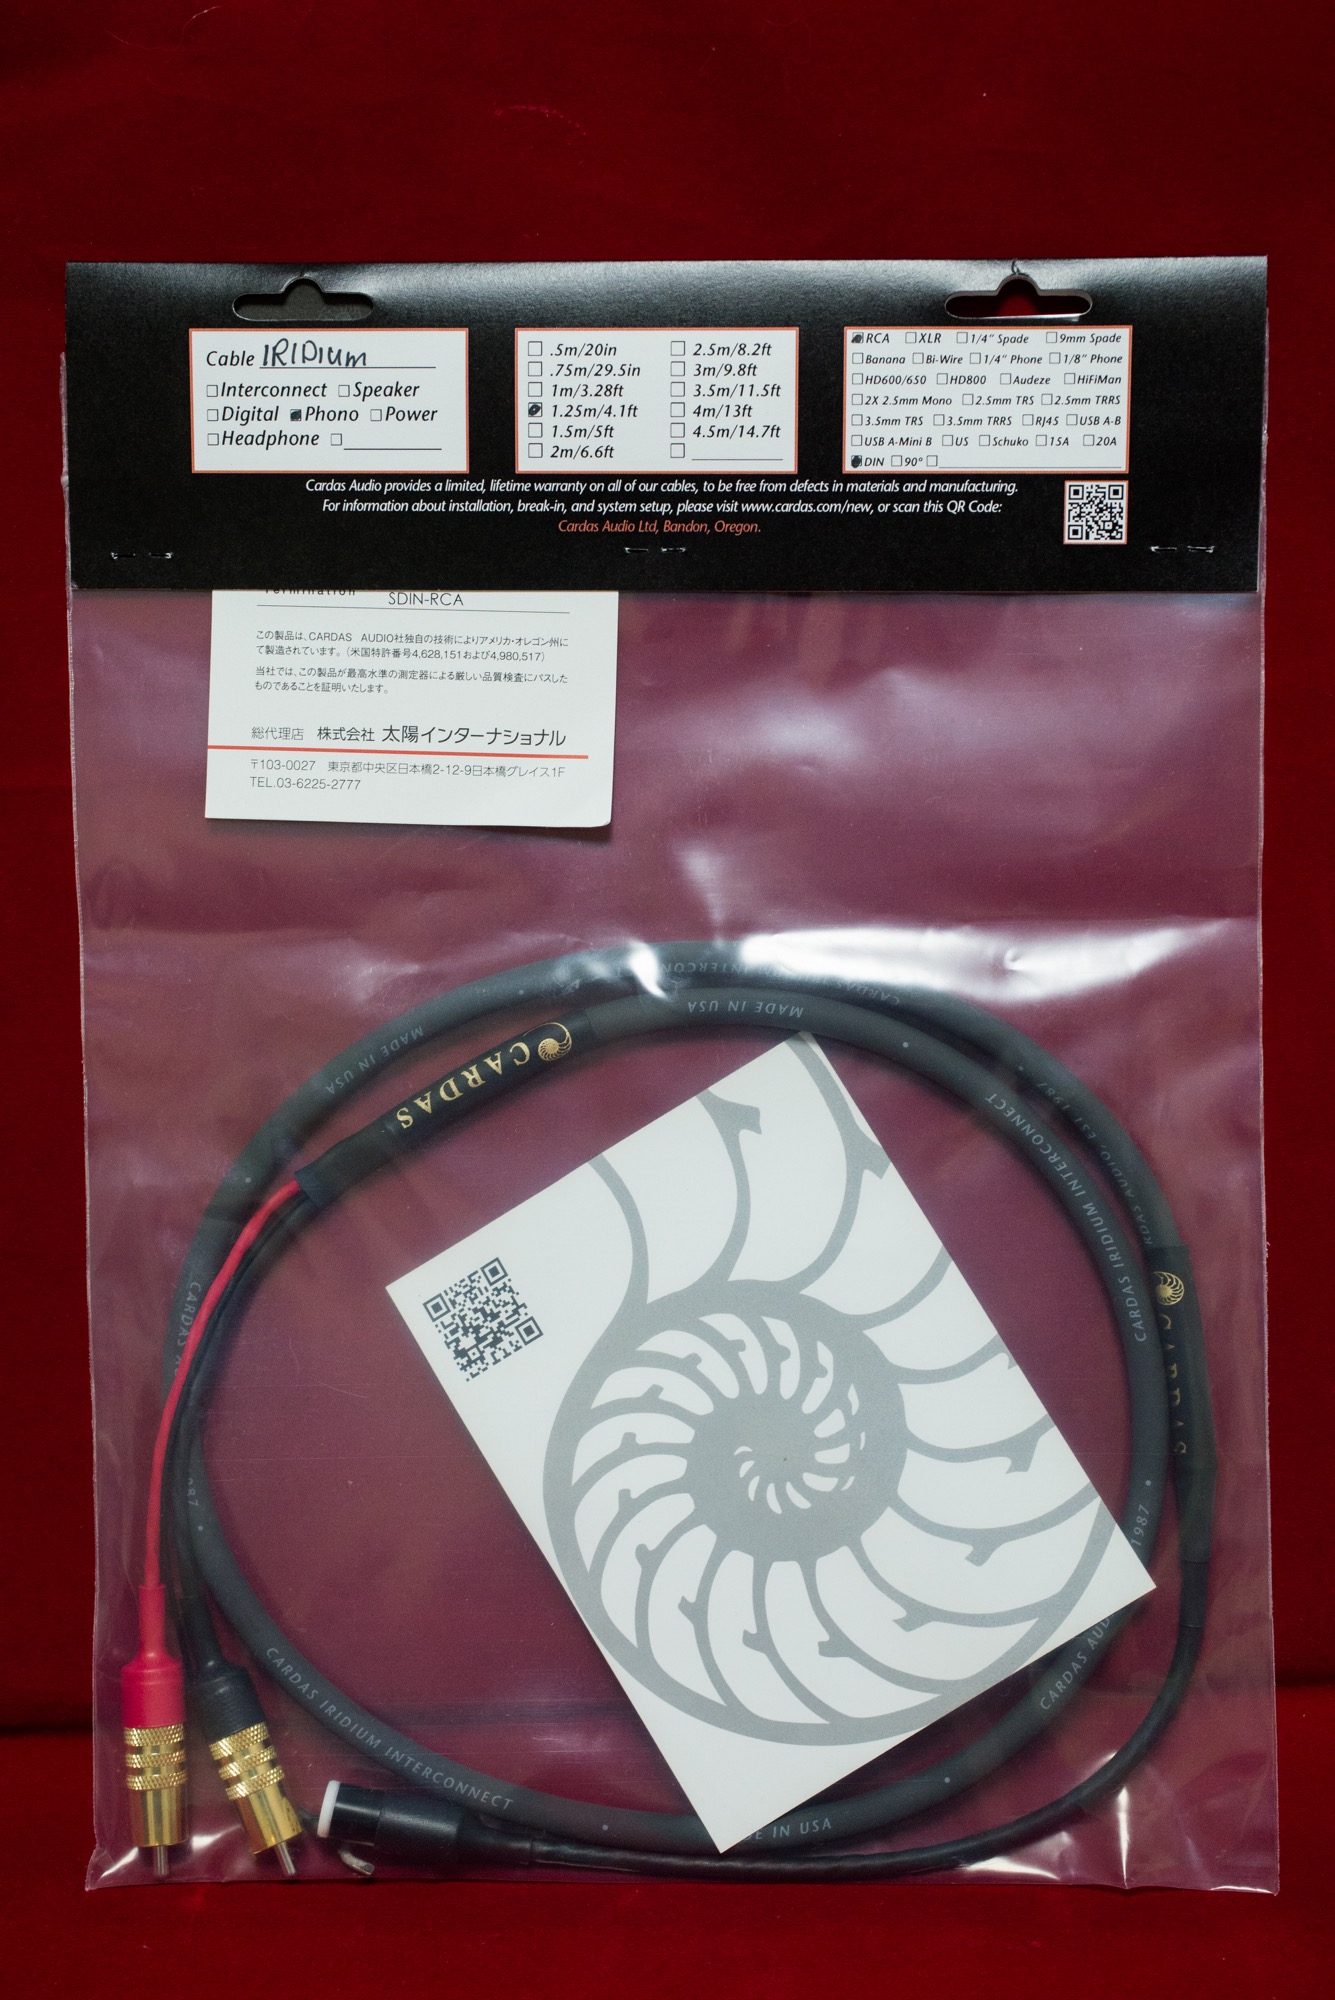 Cable IRIDIUM
☐Interconnect ☐Speaker
☐Digital ■Phono ☐Power
☐Headphone ☐
☐ .5m/20in
☐ .75m/29.5in
☐ 1m/3.28ft
■ 1.25m/4.1ft
☐ 1.5m/5ft
☐ 2m/6.6ft
☐ 2.5m/8.2ft
☐ 3m/9.8ft
☐ 3.5m/11.5ft
☐ 4m/13ft
☐ 4.5m/14.7ft
☐
■RCA ☐XLR ☐1/4" Spade ☐9mm Spade
☐Banana ☐Bi-Wire ☐1/4" Phone ☐1/8" Phone
☐HD600/650 ☐HD800 ☐Audeze ☐HiFiMan
☐2X 2.5mm Mono ☐2.5mm TRS ☐2.5mm TRRS
☐3.5mm TRS ☐3.5mm TRRS ☐RJ45 ☐USB A-B
☐USB A-Mini B ☐US ☐Schuko ☐15A ☐20A
■DIN ☐90° ☐
Cardas Audio provides a limited, lifetime warranty on all of our cables, to be free from defects in materials and manufacturing.
For information about installation, break-in, and system setup, please visit www.cardas.com/new, or scan this QR Code:
Cardas Audio Ltd, Bandon, Oregon.
Termination SDIN-RCA
この製品は、CARDAS AUDIO社独自の技術によりアメリカ・オレゴン州に
て製造されています。(米国特許番号4,628,151および4,980,517)
当社では、この製品が最高水準の測定器による厳しい品質検査にパスした
ものであることを証明いたします。
総代理店 株式会社 太陽インターナショナル
〒103-0027 東京都中央区日本橋2-12-9日本橋グレイス1F
TEL.03-6225-2777
MADE IN USA
MADE IN USA
CARDAS
CARDAS IRIDIUM INTERCONNECT
CARDAS
1987
CARDAS IRIDIUM INTERCONNECT
IN USA